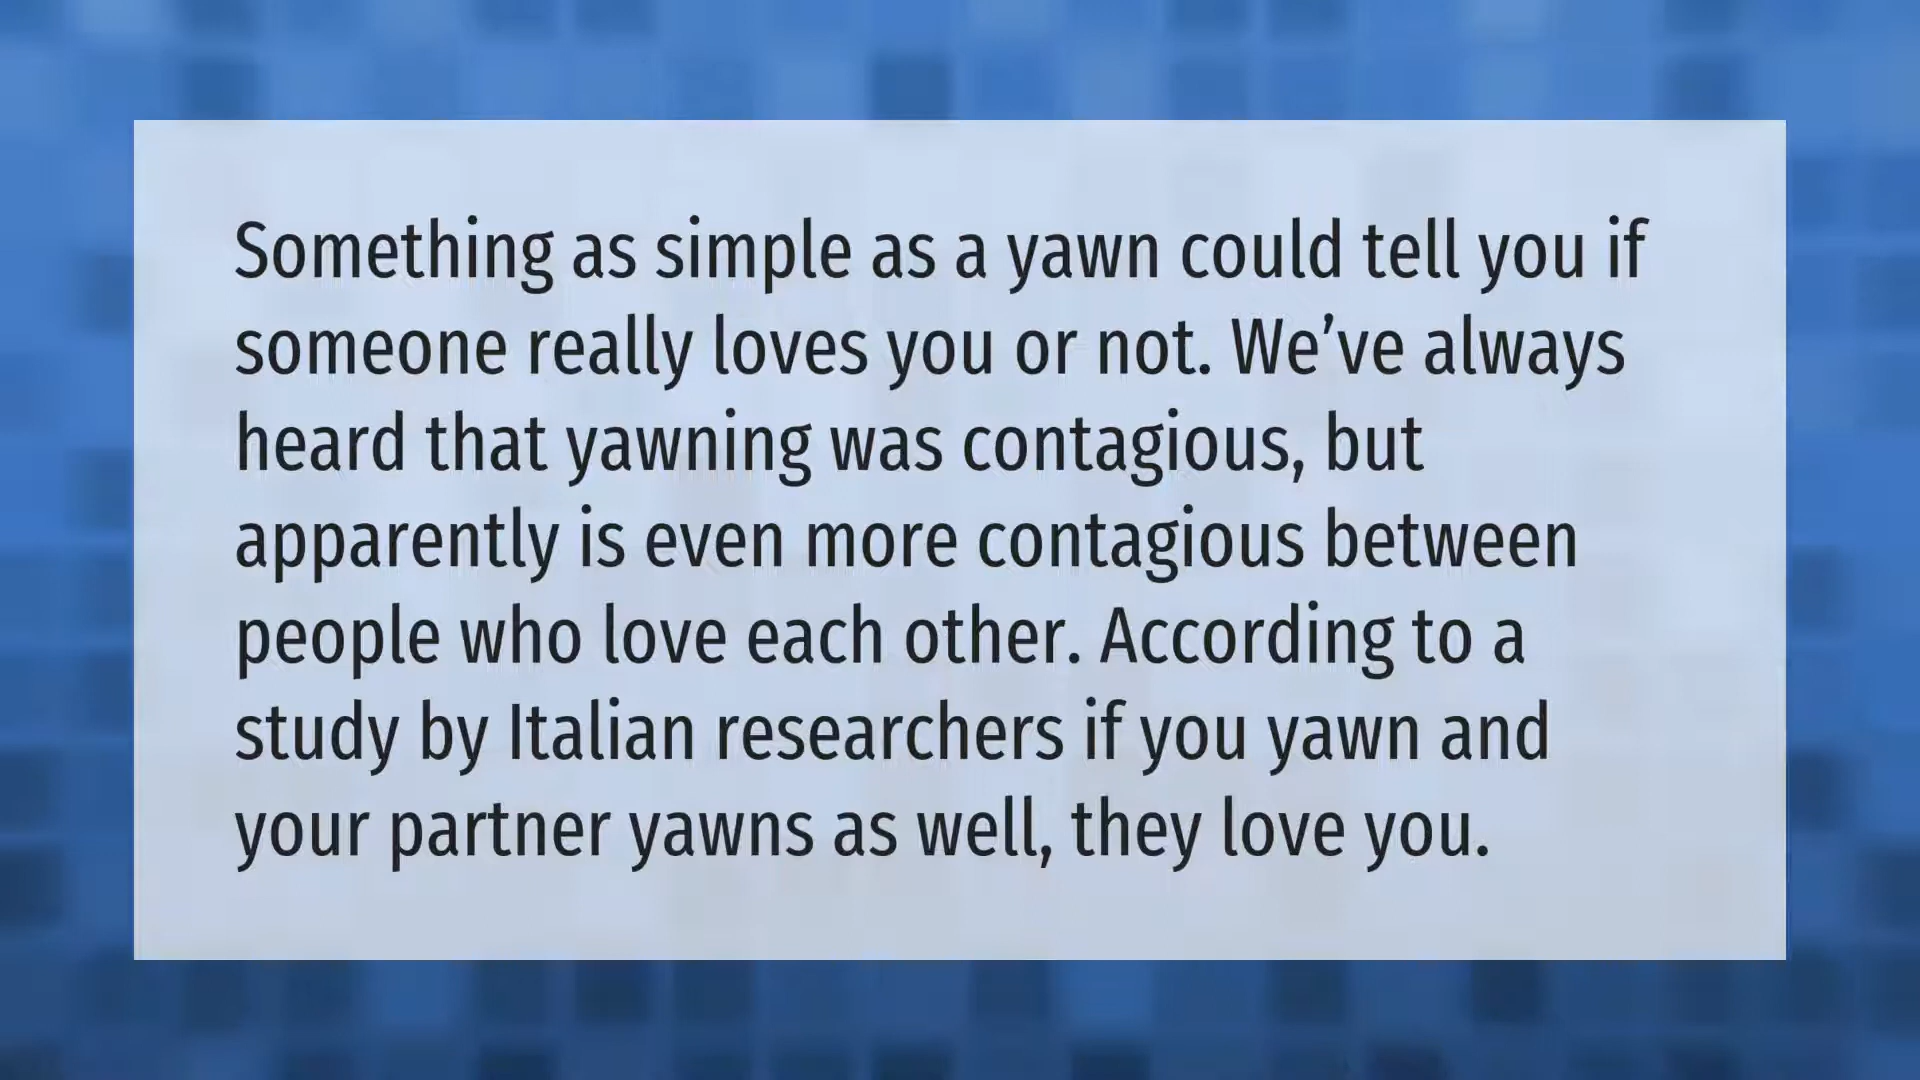 Something as simple as a yawn could tell you if
someone really loves you or not. We’ve always
heard that yawning was contagious, but
apparently is even more contagious between
people who love each other. According to a
study by Italian researchers if you yawn and
your partner yawns as well, they love you.